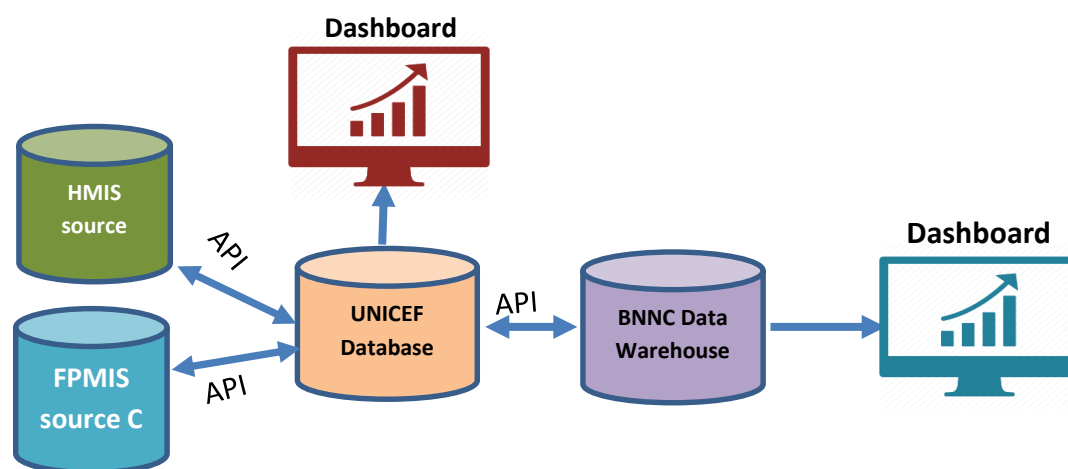 Dashboard
HMIS
source
API
UNICEF
Database
API
BNNC Data
Warehouse
Dashboard
FPMIS
source C
API